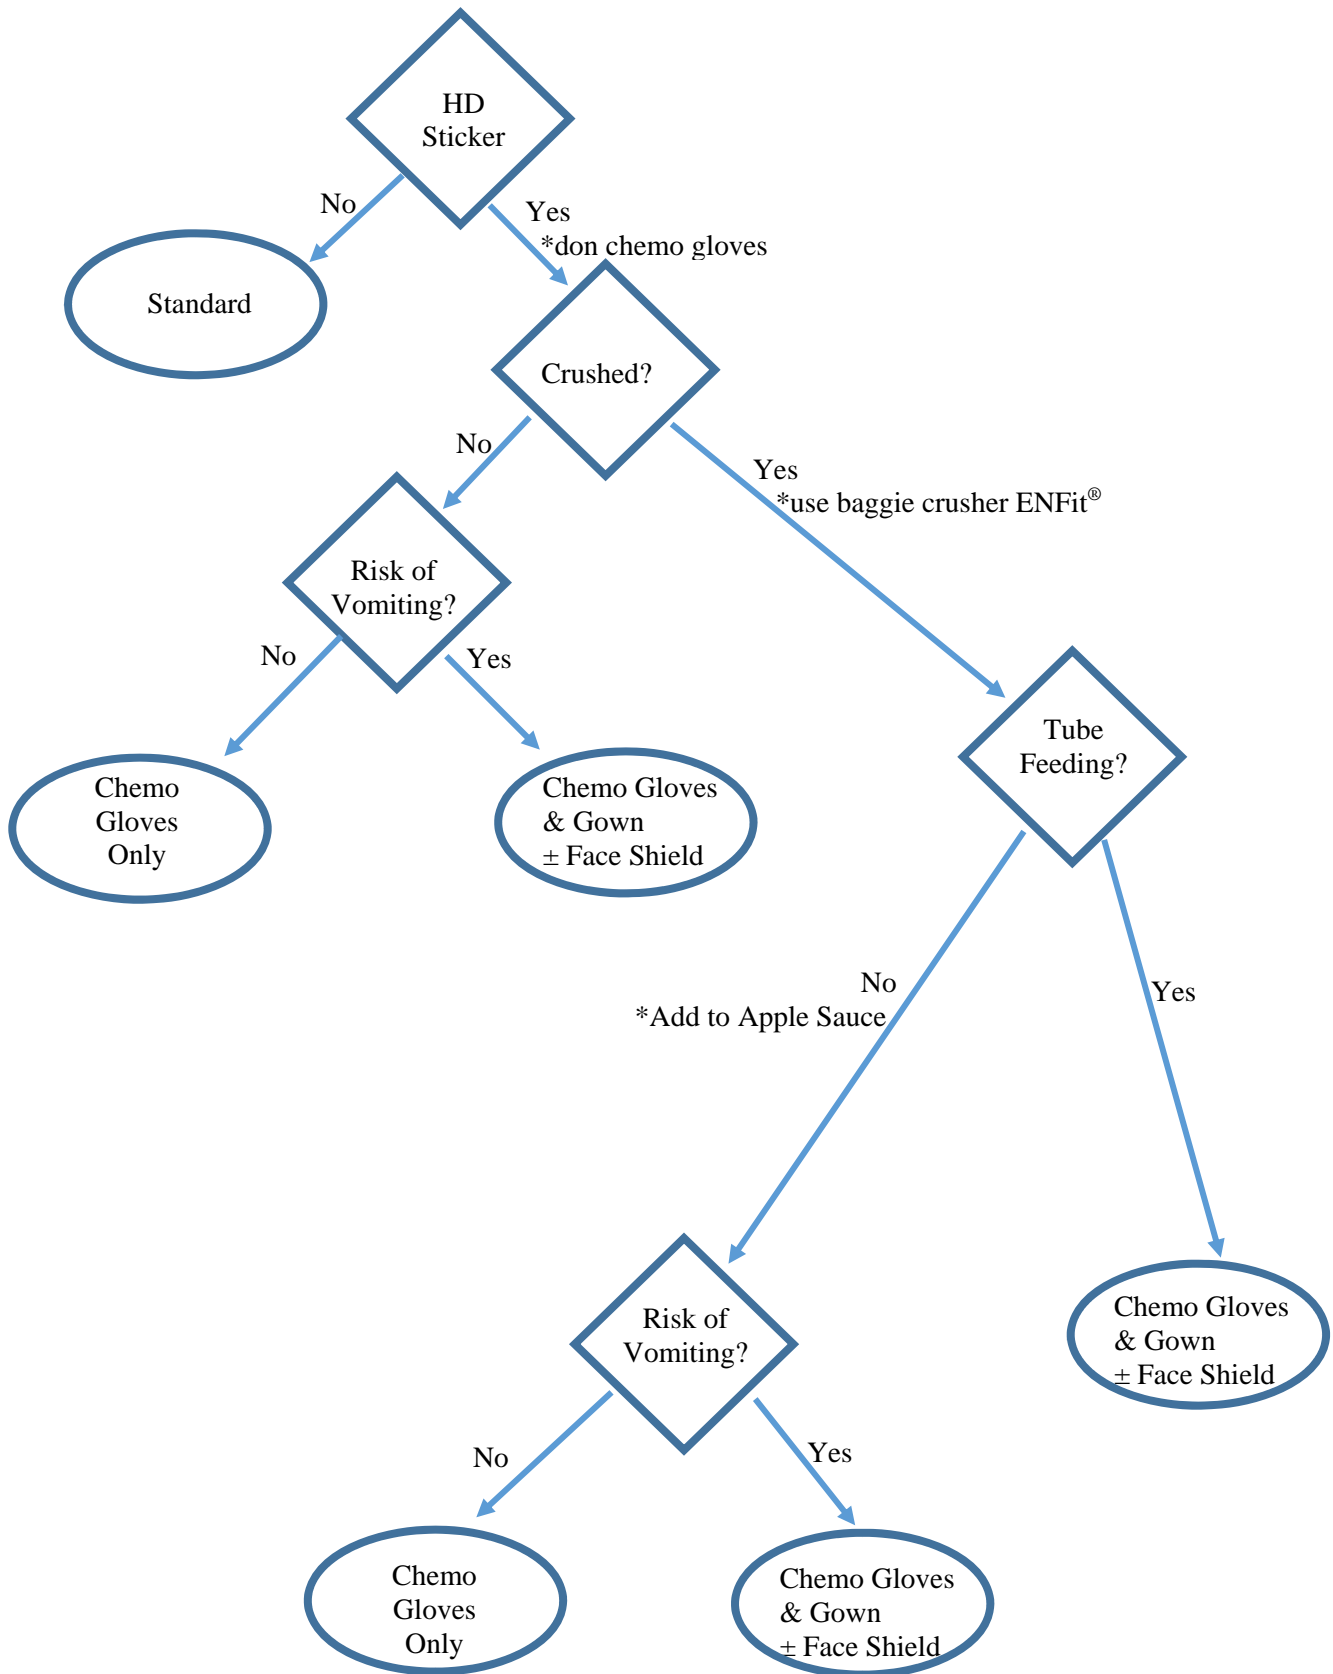 HD
Sticker
No
Yes
*don chemo gloves
Standard
Crushed?
No
Yes
*use baggie crusher ENFit®
Risk of
Vomiting?
No
Yes
Tube
Feeding?
Chemo
Gloves
Only
Chemo Gloves
& Gown
± Face Shield
No
*Add to Apple Sauce
Yes
Risk of
Vomiting?
Chemo Gloves
& Gown
± Face Shield
No
Yes
Chemo
Gloves
Only
Chemo Gloves
& Gown
± Face Shield